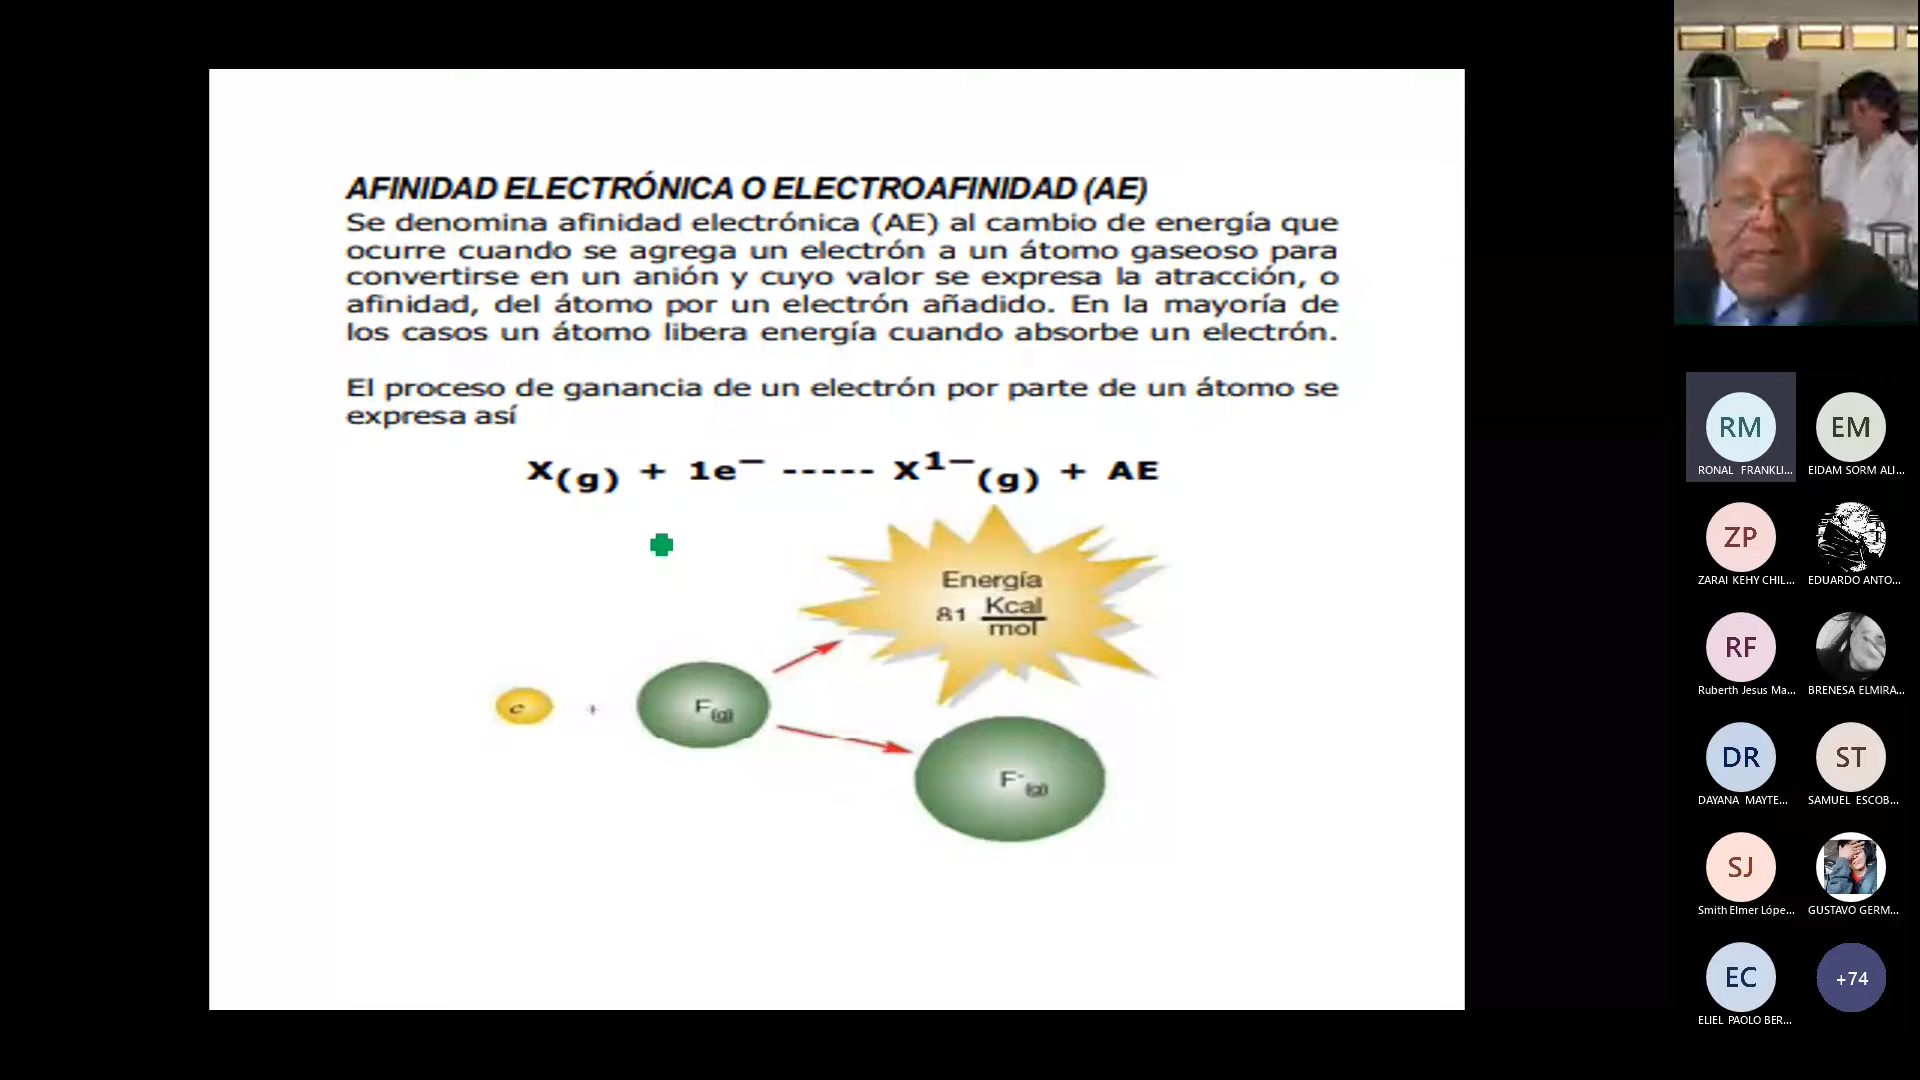 AFINIDAD ELECTRÓNICA O ELECTROAFINIDAD (AE)
Se denomina afinidad electrónica (AE) al cambio de energía que
ocurre cuando se agrega un electrón a un átomo gaseoso para
convertirse en un anión y cuyo valor se expresa la atracción, o
afinidad, del átomo por un electrón añadido. En la mayoría de
los casos un átomo libera energía cuando absorbe un electrón.
El proceso de ganancia de un electrón por parte de un átomo se
expresa así
X(g) + 1e⁻ ----- X¹⁻(g) + AE
Energía
81 Kcal
mol
e + F(g)
F⁻(g)
RM
RONAL FRANKLI...
EM
EIDAM SORM ALI...
ZP
ZARAI KEHY CHIL...
EDUARDO ANTO...
RF
Ruberth Jesus Ma...
BRENESA ELMIRA...
DR
DAYANA MAYTE...
ST
SAMUEL ESCOB...
SJ
Smith Elmer Lópe...
GUSTAVO GERM...
EC
ELIEL PAOLO BER...
+74